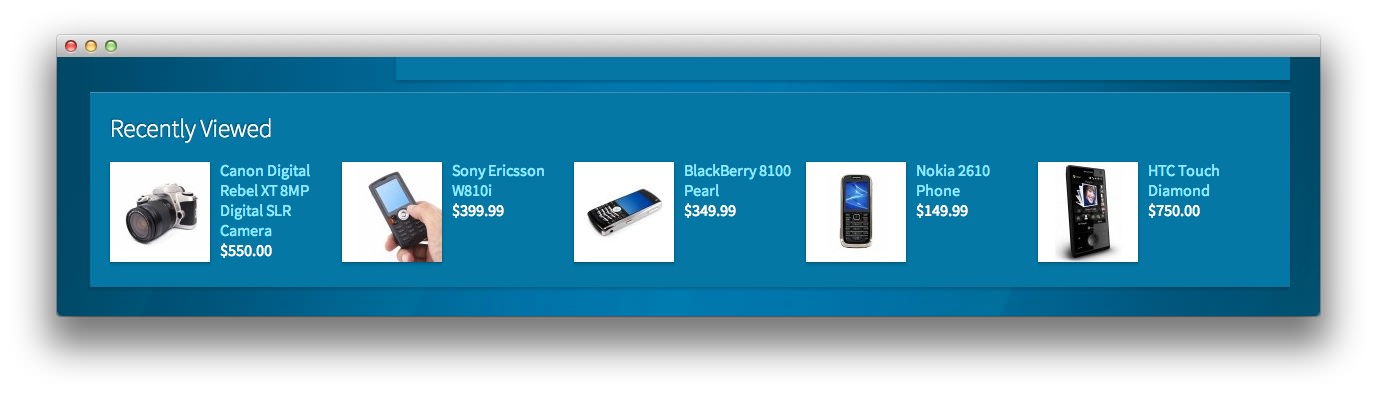 Recently Viewed
Canon Digital
Rebel XT 8MP
Digital SLR
Camera
$550.00
Sony Ericsson
W810i
$399.99
BlackBerry 8100
Pearl
$349.99
Nokia 2610
Phone
$149.99
HTC Touch
Diamond
$750.00